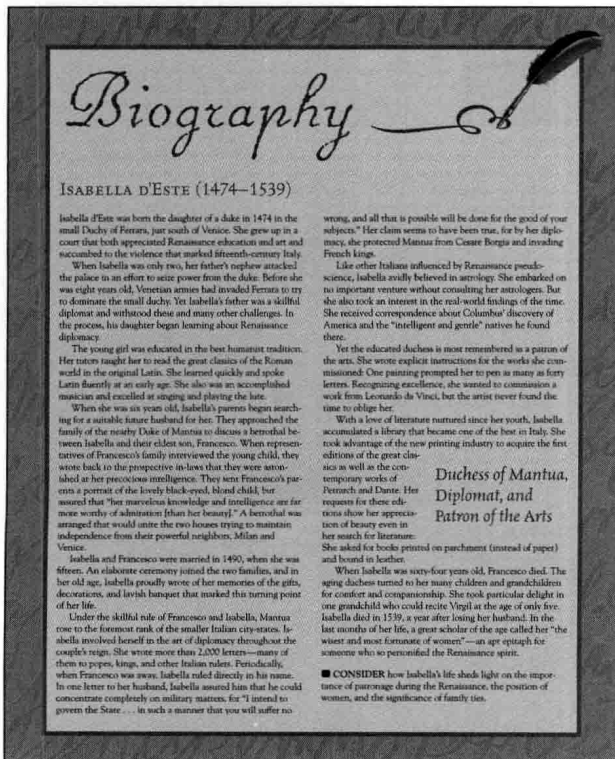 Biography
ISABELLA D'ESTE (1474–1539)
Isabella d'Este was born the daughter of a duke in 1474 in the
small Duchy of Ferrara, just south of Venice. She grew up in a
court that both appreciated Renaissance education and art and
succumbed to the violence that marked fifteenth-century Italy.
When Isabella was only two, her father's nephew attacked
the palace in an effort to seize power from the duke. Before she
was eight years old, Venetian armies had invaded Ferrara to try
to dominate the small duchy. Yet Isabella's father was a skillful
diplomat and withstood these and many other challenges. In
the process, his daughter began learning about Renaissance
diplomacy.
The young girl was educated in the best humanist tradition.
Her tutors taught her to read the great classics of the Roman
world in the original Latin. She learned quickly and spoke
Latin fluently at an early age. She also was an accomplished
musician and excelled at singing and playing the lute.
When she was six years old, Isabella's parents began search-
ing for a suitable future husband for her. They approached the
family of the nearby Duke of Mantua to discuss a betrothal be-
tween Isabella and their eldest son, Francesco. When represen-
tatives of Francesco's family interviewed the young child, they
wrote back to the prospective in-laws that they were aston-
ished at her precocious intelligence. They sent Francesco's par-
ents a portrait of the lovely black-eyed, blond child, but
assured that "her marvelous knowledge and intelligence are far
more worthy of admiration [than her beauty]." A betrothal was
arranged that would unite the two houses trying to maintain
independence from their powerful neighbors, Milan and
Venice.
Isabella and Francesco were married in 1490, when she was
fifteen. An elaborate ceremony joined the two families, and in
her old age, Isabella proudly wrote of her memories of the gifts,
decorations, and lavish banquet that marked this turning point
of her life.
Under the skillful rule of Francesco and Isabella, Mantua
rose to the foremost rank of the smaller Italian city-states. Is-
abella involved herself in the art of diplomacy throughout the
couple's reign. She wrote more than 2,000 letters—many of
them to popes, kings, and other Italian rulers. Periodically,
when Francesco was away, Isabella ruled directly in his name.
In one letter to her husband, Isabella assured him that he could
concentrate completely on military matters, for "I intend to
govern the State . . . in such a manner that you will suffer no
wrong, and all that is possible will be done for the good of your
subjects." Her claim seems to have been true, for by her diplo-
macy, she protected Mantua from Cesare Borgia and invading
French kings.
Like other Italians influenced by Renaissance pseudo-
science, Isabella avidly believed in astrology. She embarked on
no important venture without consulting her astrologers. But
she also took an interest in the real-world findings of the time.
She received correspondence about Columbus' discovery of
America and the "intelligent and gentle" natives he found
there.
Yet the educated duchess is most remembered as a patron of
the arts. She wrote explicit instructions for the works she com-
missioned: One painting prompted her to pen as many as forty
letters. Recognizing excellence, she wanted to commission a
work from Leonardo da Vinci, but the artist never found the
time to oblige her.
With a love of literature nurtured since her youth, Isabella
accumulated a library that became one of the best in Italy. She
took advantage of the new printing industry to acquire the first
editions of the great clas-
sics as well as the con-
temporary works of
Petrarch and Dante. Her
requests for these edi-
tions show her apprecia-
tion of beauty even in
her search for literature:
She asked for books printed on parchment (instead of paper)
and bound in leather.
Duchess of Mantua,
Diplomat, and
Patron of the Arts
When Isabella was sixty-four years old, Francesco died. The
aging duchess turned to her many children and grandchildren
for comfort and companionship. She took particular delight in
one grandchild who could recite Virgil at the age of only five.
Isabella died in 1539, a year after losing her husband. In the
last months of her life, a great scholar of the age called her "the
wisest and most fortunate of women"—an apt epitaph for
someone who so personified the Renaissance spirit.
■ CONSIDER how Isabella's life sheds light on the impor-
tance of patronage during the Renaissance, the position of
women, and the significance of family ties.